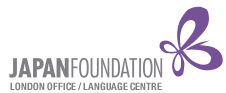 JAPANFOUNDATION
LONDON OFFICE / LANGUAGE CENTRE